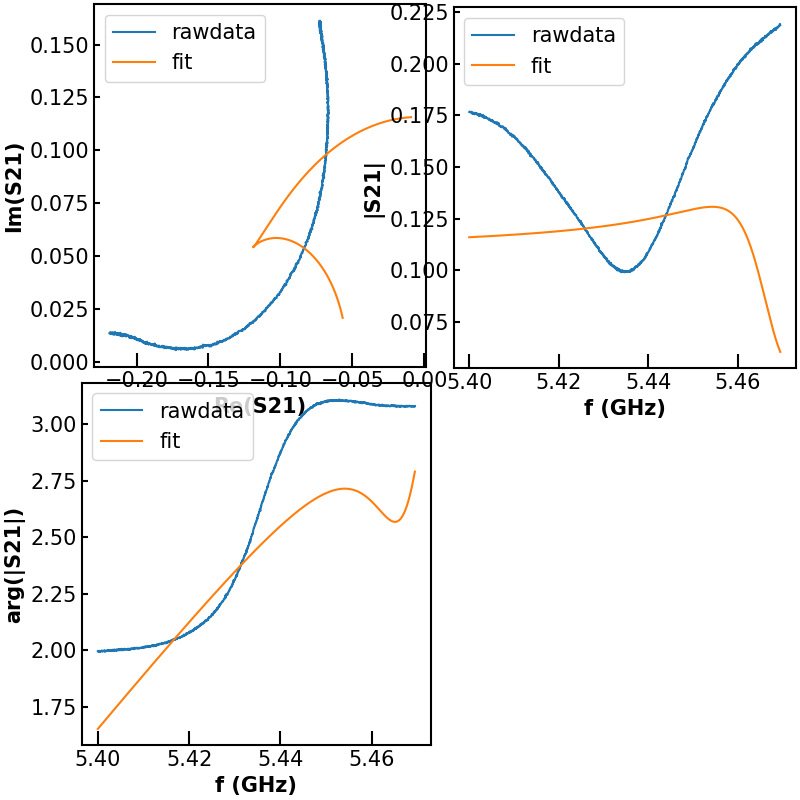 rawdata
fit
0.150
0.125
0.100
0.075
0.050
0.025
0.000
Im(S21)
−0.20
−0.15
−0.10
−0.05
0.00
Re(S21)
rawdata
fit
0.225
0.200
0.175
0.150
0.125
0.100
0.075
|S21|
5.40
5.42
5.44
5.46
f (GHz)
rawdata
fit
3.00
2.75
2.50
2.25
2.00
1.75
arg(|S21|)
5.40
5.42
5.44
5.46
f (GHz)